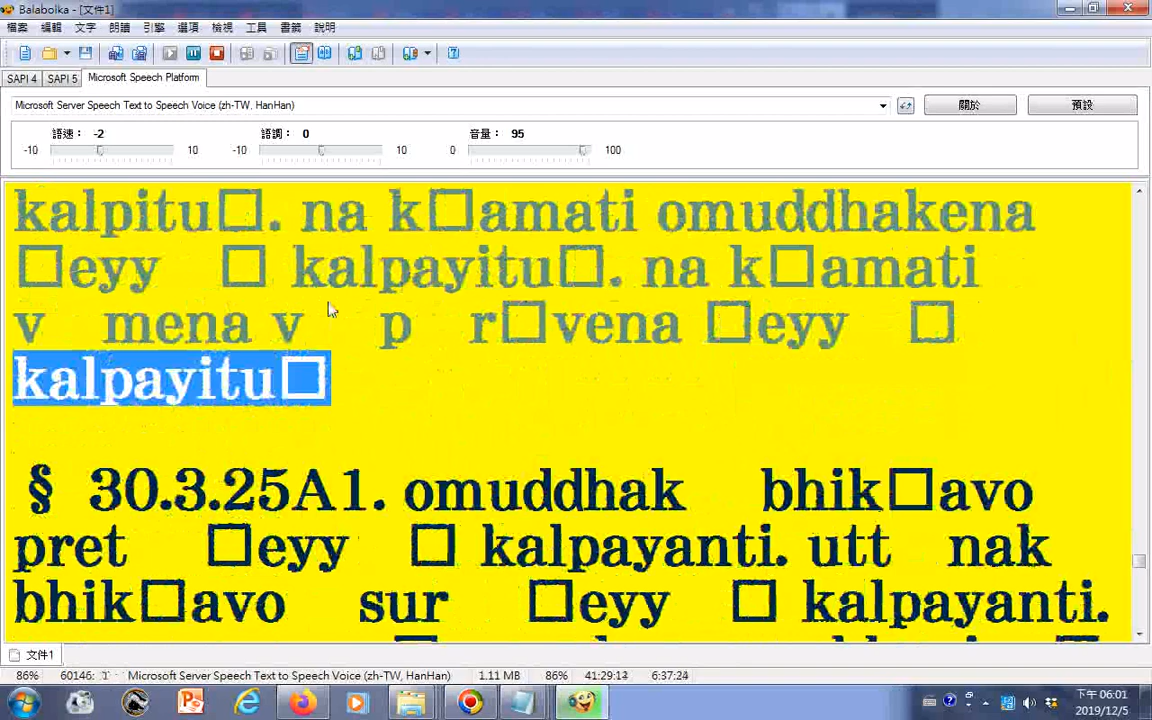 Balabolka - [文件1]
檔案 編輯 文字 朗讀 引擎 選項 檢視 工具 書籤 說明
SAPI 4 SAPI 5 Microsoft Speech Platform
Microsoft Server Speech Text to Speech Voice (zh-TW, HanHan) 關於 預設
語速： -2 語調： 0 音量： 95
-10 10 -10 10 0 100
kalpitu□. na k□amati omuddhakena
□eyy □ kalpayitu□. na k□amati
v mena v p r□vena □eyy □
kalpayitu□
§ 30.3.25A1. omuddhak bhik□avo
pret □eyy □ kalpayanti. utt nak
bhik□avo sur □eyy □ kalpayanti.
文件1
86% 60146: Microsoft Server Speech Text to Speech Voice (zh-TW, HanHan) 1.11 MB 86% 41:29:13 6:37:24
下午 06:01
2019/12/5